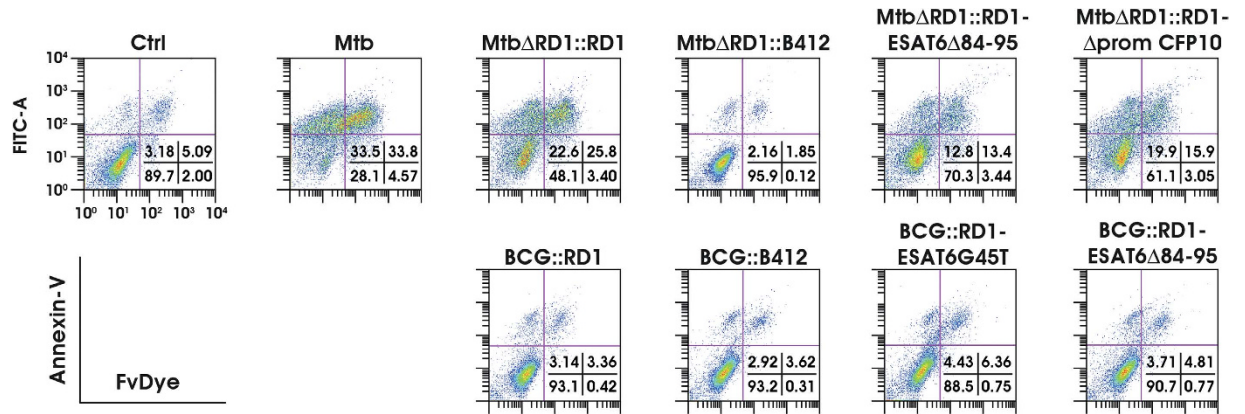 Ctrl
Mtb
MtbΔRD1::RD1
MtbΔRD1::B412
MtbΔRD1::RD1-
ESAT6Δ84-95
MtbΔRD1::RD1-
Δprom CFP10
FITC-A
10⁴
10³
10²
10¹
10⁰
3.18 5.09
89.7 2.00
33.5 33.8
28.1 4.57
22.6 25.8
48.1 3.40
2.16 1.85
95.9 0.12
12.8 13.4
70.3 3.44
19.9 15.9
61.1 3.05
10⁰ 10¹ 10² 10³ 10⁴
BCG::RD1
BCG::B412
BCG::RD1-
ESAT6G45T
BCG::RD1-
ESAT6Δ84-95
Annexin-V
FvDye
3.14 3.36
93.1 0.42
2.92 3.62
93.2 0.31
4.43 6.36
88.5 0.75
3.71 4.81
90.7 0.77